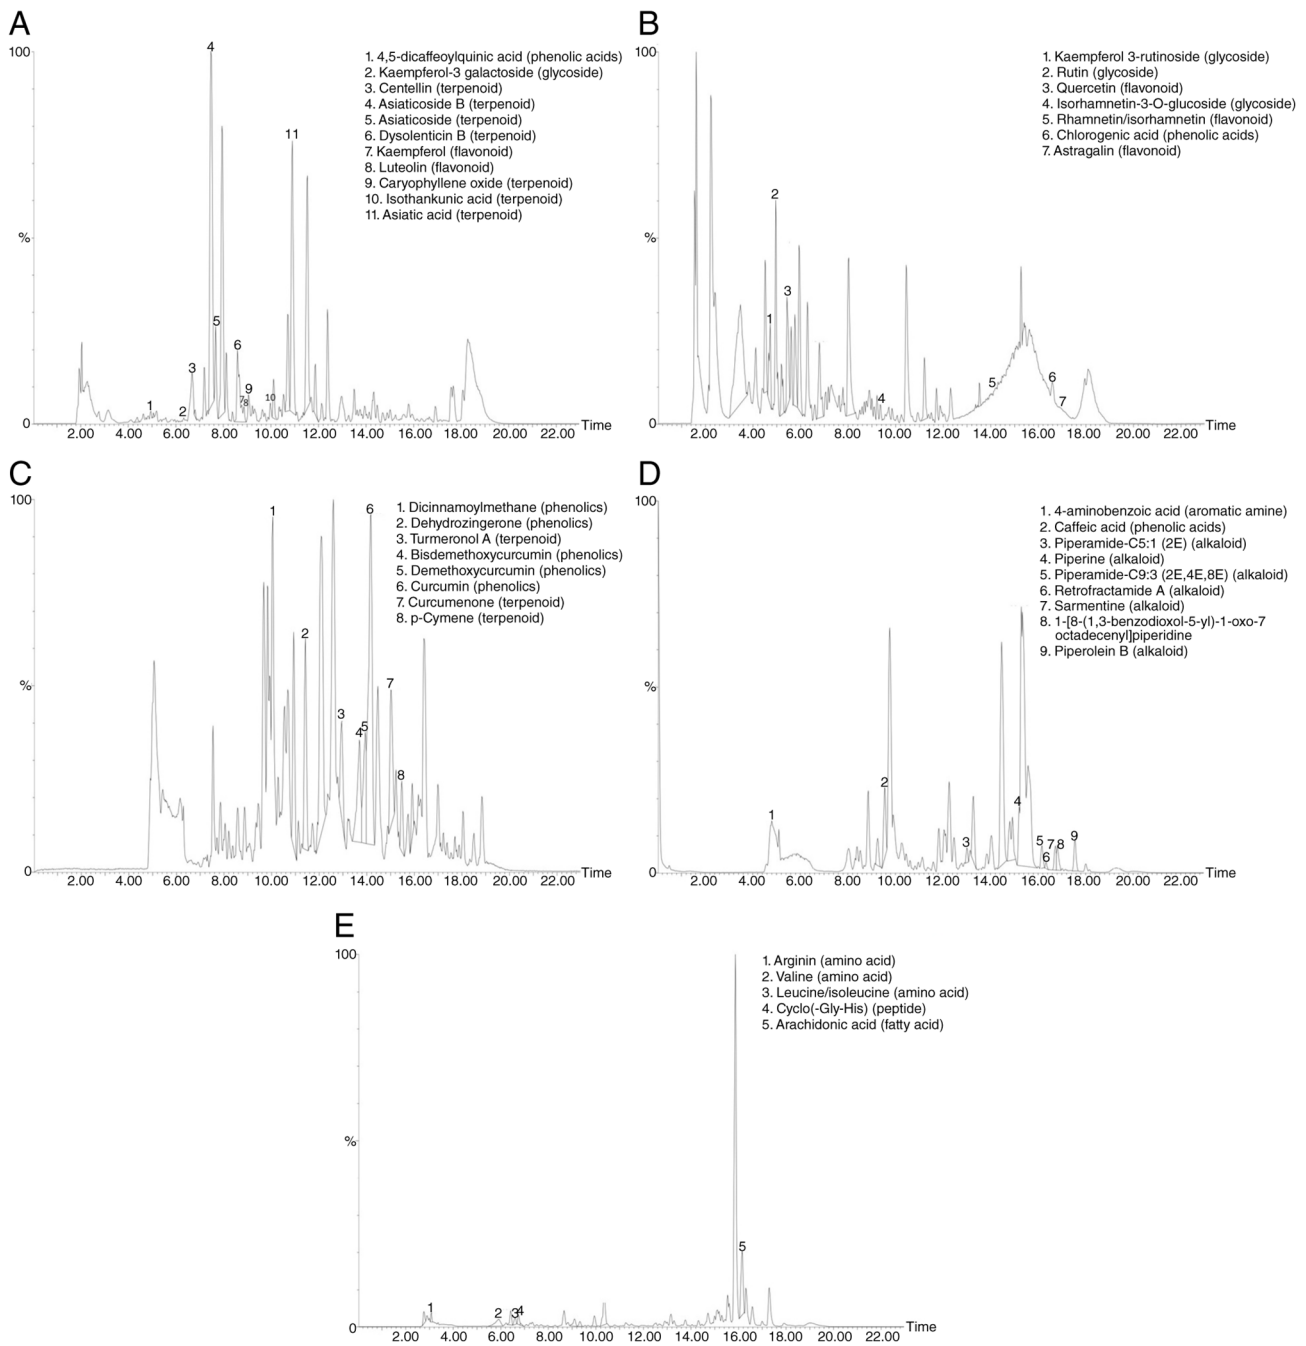 A
100
%
0
4
11
5
3
6
9
7
8
10
1
2
1. 4,5-dicaffeoylquinic acid (phenolic acids)
2. Kaempferol-3 galactoside (glycoside)
3. Centellin (terpenoid)
4. Asiaticoside B (terpenoid)
5. Asiaticoside (terpenoid)
6. Dysolenticin B (terpenoid)
7. Kaempferol (flavonoid)
8. Luteolin (flavonoid)
9. Caryophyllene oxide (terpenoid)
10. Isothankunic acid (terpenoid)
11. Asiatic acid (terpenoid)
2.00 4.00 6.00 8.00 10.00 12.00 14.00 16.00 18.00 20.00 22.00 Time
B
100
%
0
2
3
1
4
5
6
7
1. Kaempferol 3-rutinoside (glycoside)
2. Rutin (glycoside)
3. Quercetin (flavonoid)
4. Isorhamnetin-3-O-glucoside (glycoside)
5. Rhamnetin/isorhamnetin (flavonoid)
6. Chlorogenic acid (phenolic acids)
7. Astragalin (flavonoid)
2.00 4.00 6.00 8.00 10.00 12.00 14.00 16.00 18.00 20.00 22.00 Time
C
100
%
0
1
2
3
4
5
6
7
8
1. Dicinnamoylmethane (phenolics)
2. Dehydrozingerone (phenolics)
3. Turmeronol A (terpenoid)
4. Bisdemethoxycurcumin (phenolics)
5. Demethoxycurcumin (phenolics)
6. Curcumin (phenolics)
7. Curcumenone (terpenoid)
8. p-Cymene (terpenoid)
2.00 4.00 6.00 8.00 10.00 12.00 14.00 16.00 18.00 20.00 22.00 Time
D
100
%
0
1
2
3
4
5
6
7
8
9
1. 4-aminobenzoic acid (aromatic amine)
2. Caffeic acid (phenolic acids)
3. Piperamide-C5:1 (2E) (alkaloid)
4. Piperine (alkaloid)
5. Piperamide-C9:3 (2E,4E,8E) (alkaloid)
6. Retrofractamide A (alkaloid)
7. Sarmentine (alkaloid)
8. 1-[8-(1,3-benzodioxol-5-yl)-1-oxo-7
octadecenyl]piperidine
9. Piperolein B (alkaloid)
2.00 4.00 6.00 8.00 10.00 12.00 14.00 16.00 18.00 20.00 22.00 Time
E
100
%
0
1
2
3
4
5
1. Arginin (amino acid)
2. Valine (amino acid)
3. Leucine/isoleucine (amino acid)
4. Cyclo(-Gly-His) (peptide)
5. Arachidonic acid (fatty acid)
2.00 4.00 6.00 8.00 10.00 12.00 14.00 16.00 18.00 20.00 22.00 Time